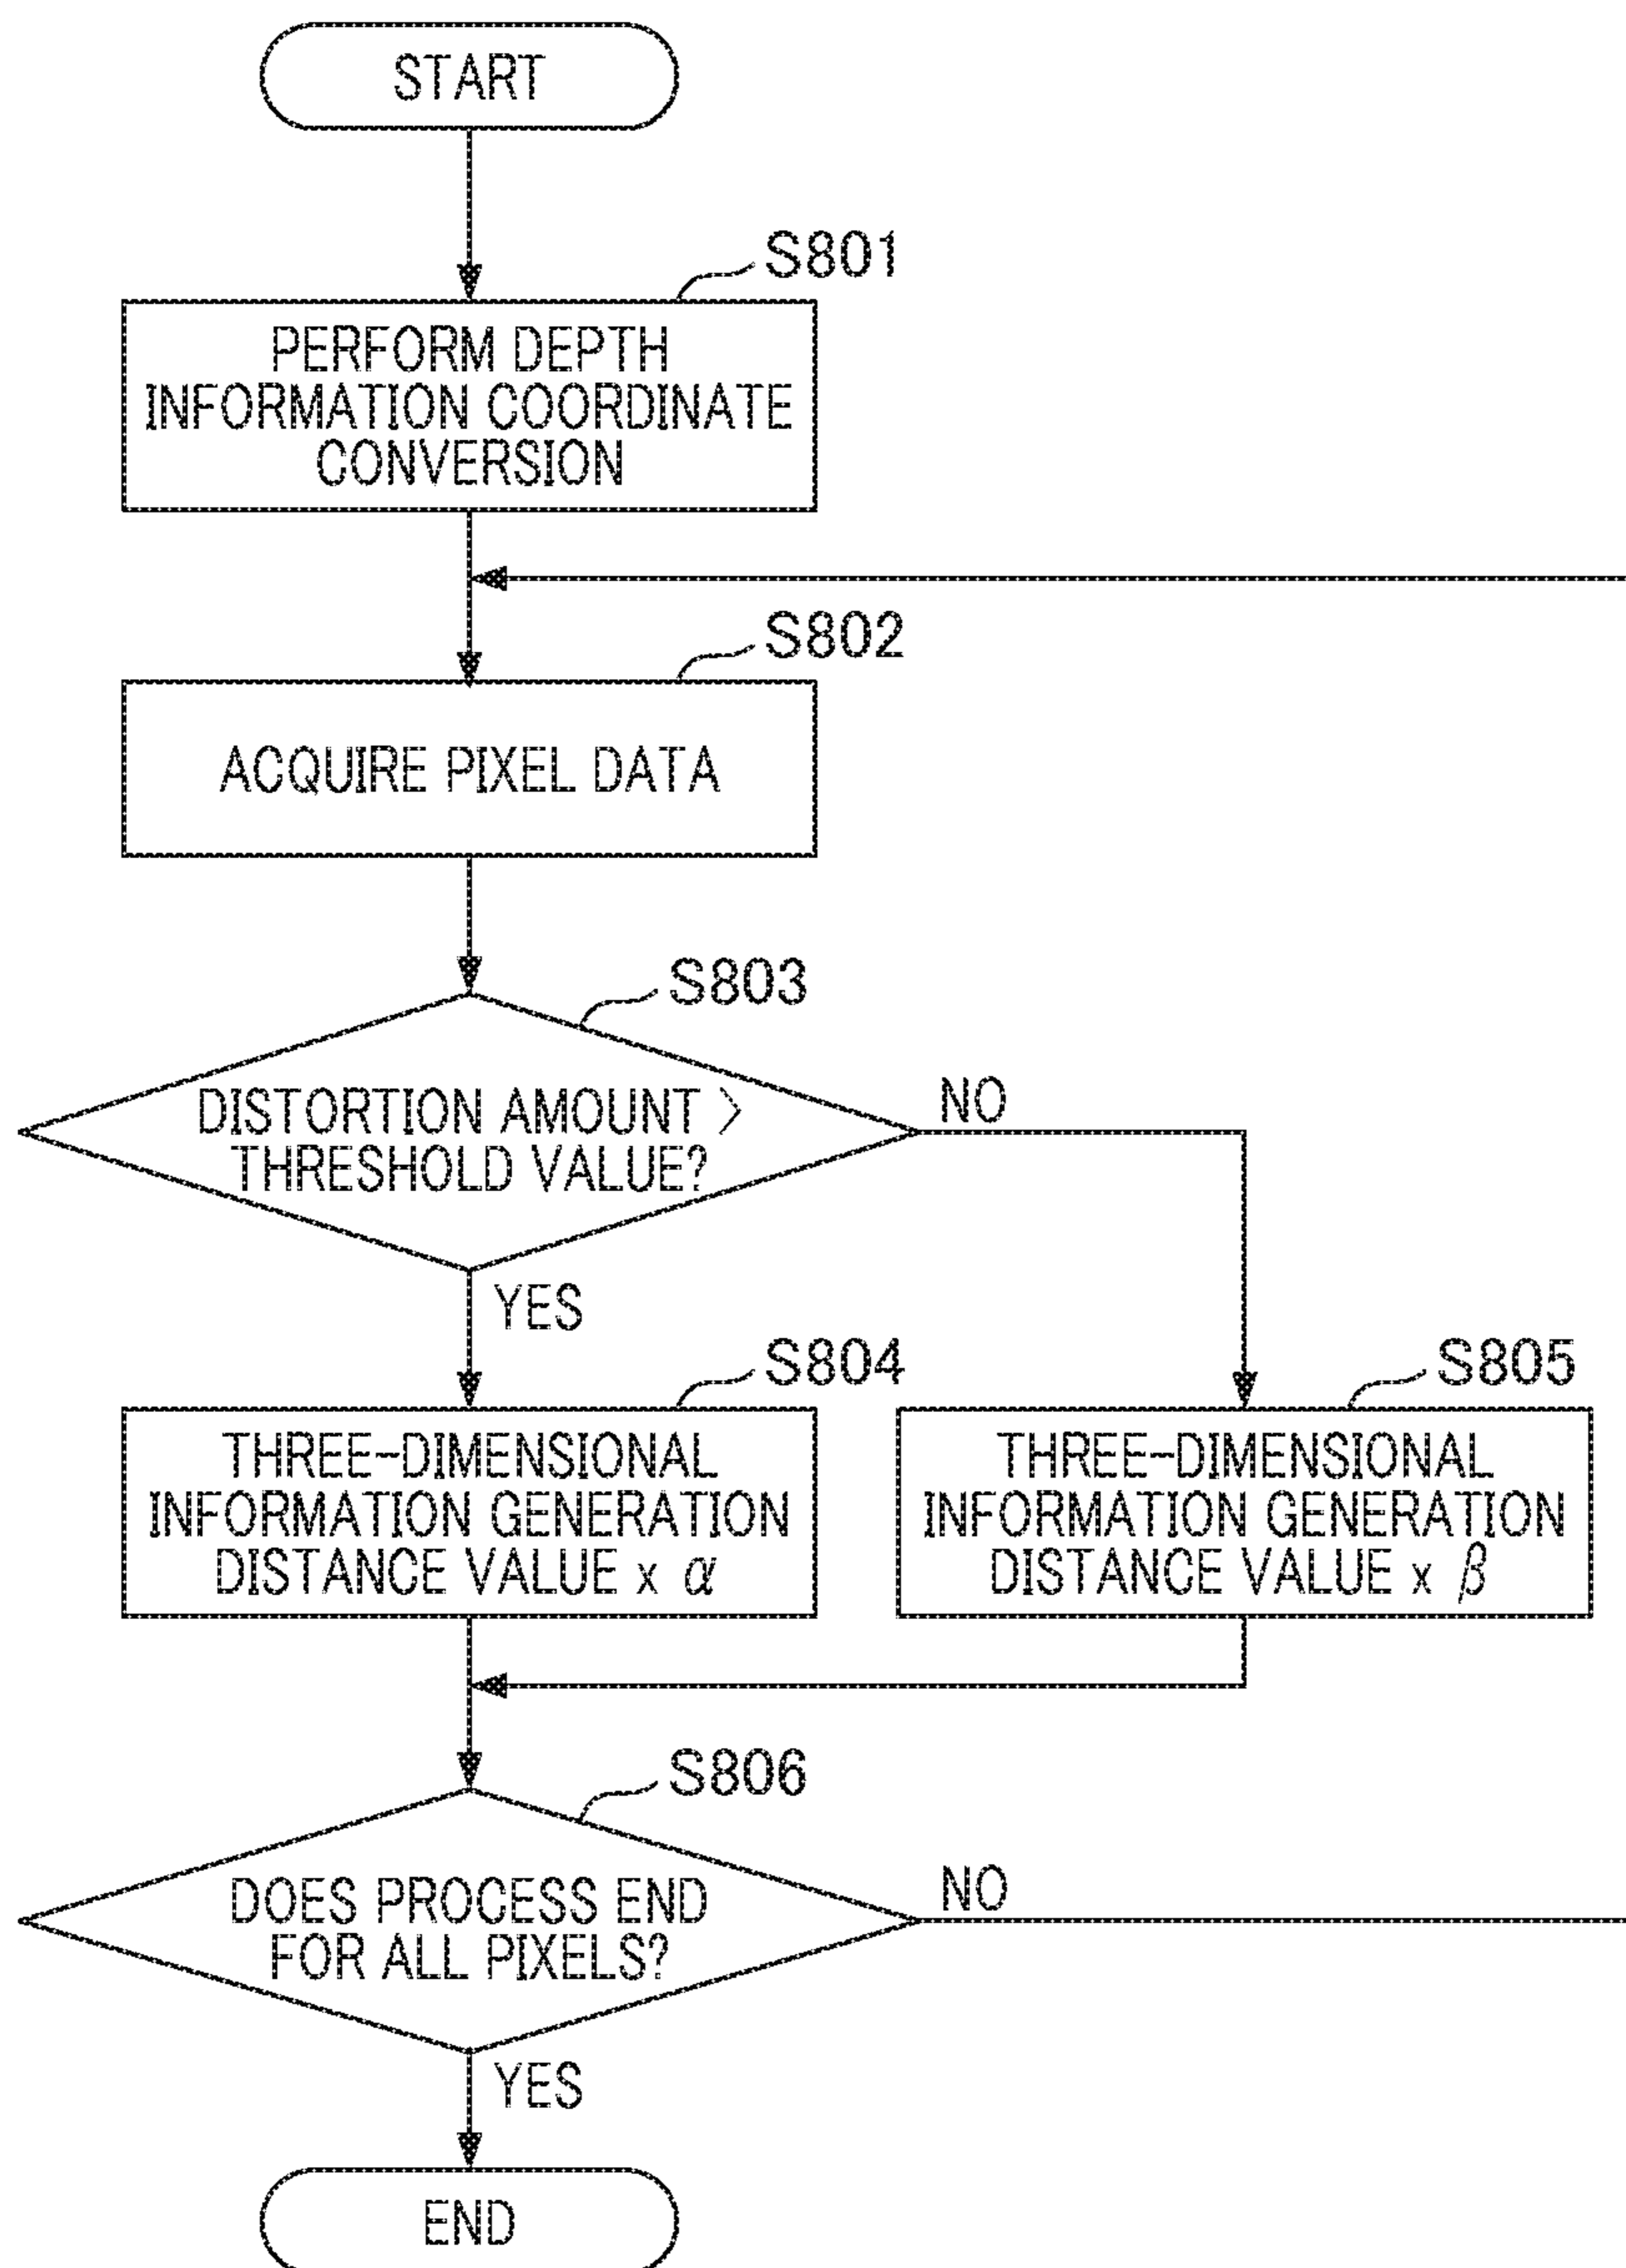 START
S801
PERFORM DEPTH
INFORMATION COORDINATE
CONVERSION
S802
ACQUIRE PIXEL DATA
S803
DISTORTION AMOUNT >
THRESHOLD VALUE?
NO
YES
S804
THREE-DIMENSIONAL
INFORMATION GENERATION
DISTANCE VALUE x α
S805
THREE-DIMENSIONAL
INFORMATION GENERATION
DISTANCE VALUE x β
S806
DOES PROCESS END
FOR ALL PIXELS?
NO
YES
END